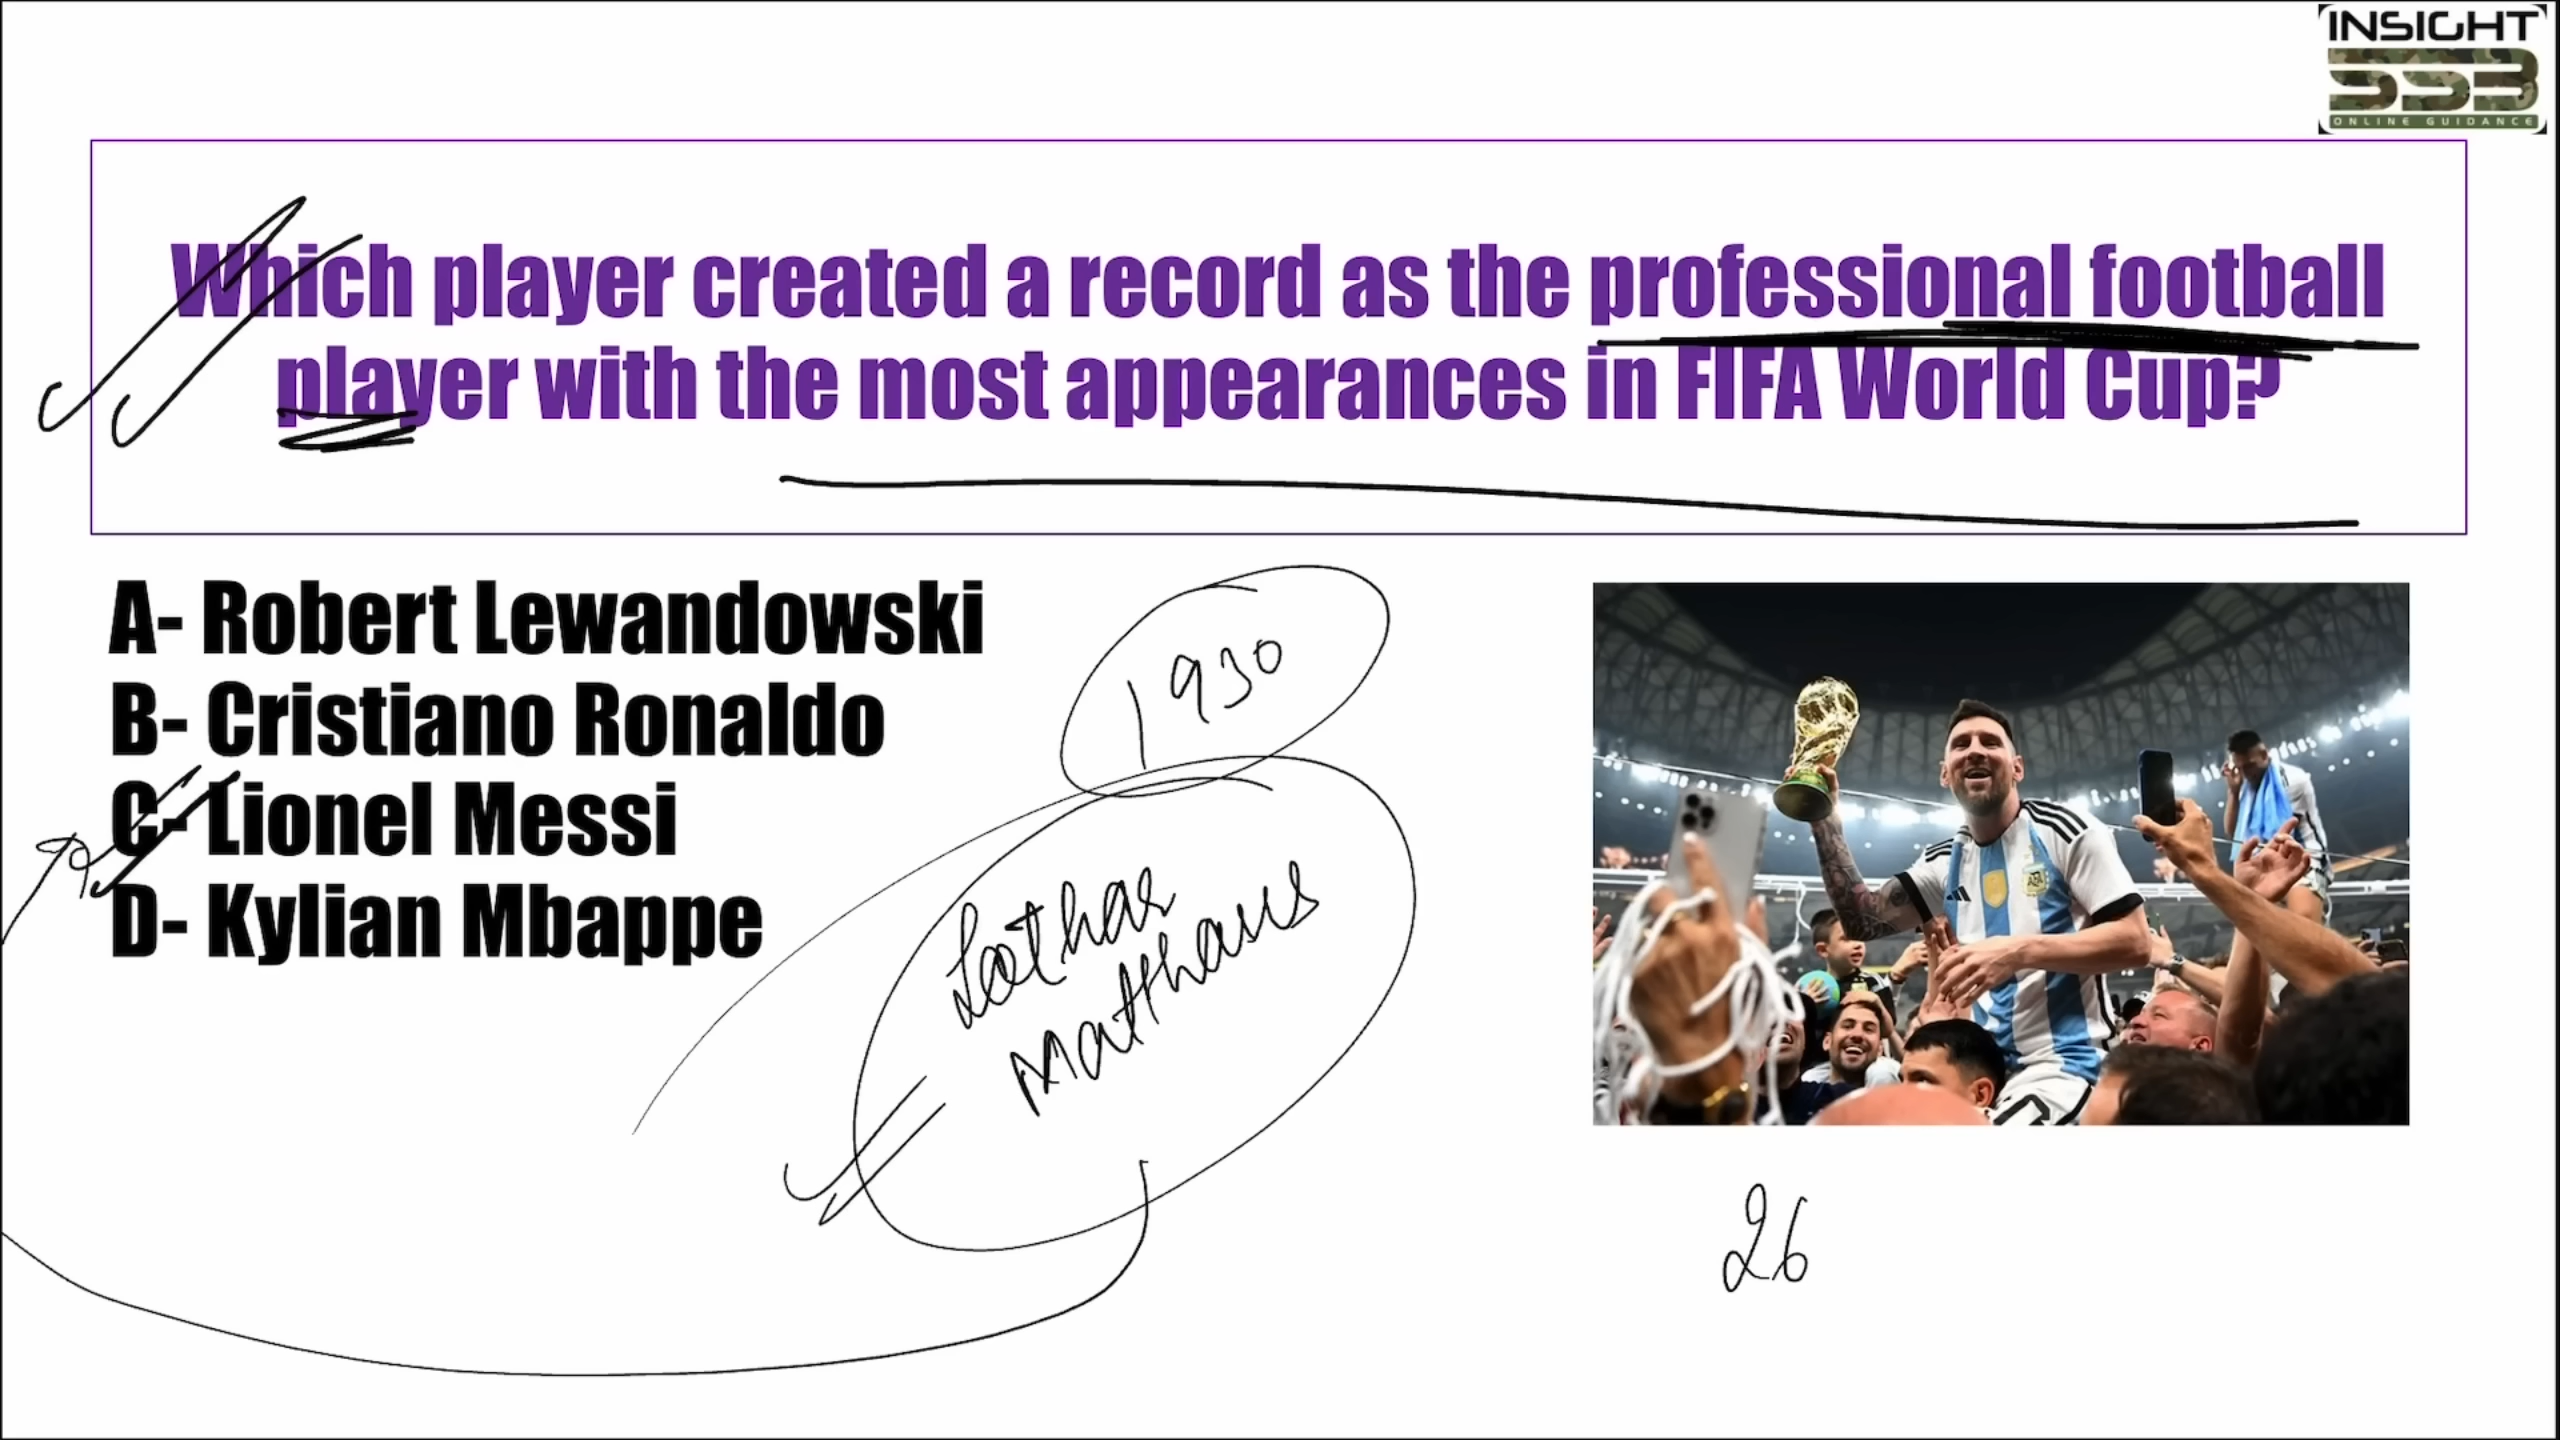 INSIGHT
SSB
ONLINE GUIDANCE
Which player created a record as the professional football
player with the most appearances in FIFA World Cup?
A- Robert Lewandowski
B- Cristiano Ronaldo
C- Lionel Messi
D- Kylian Mbappe
1930
Lothar
Matthaus
26